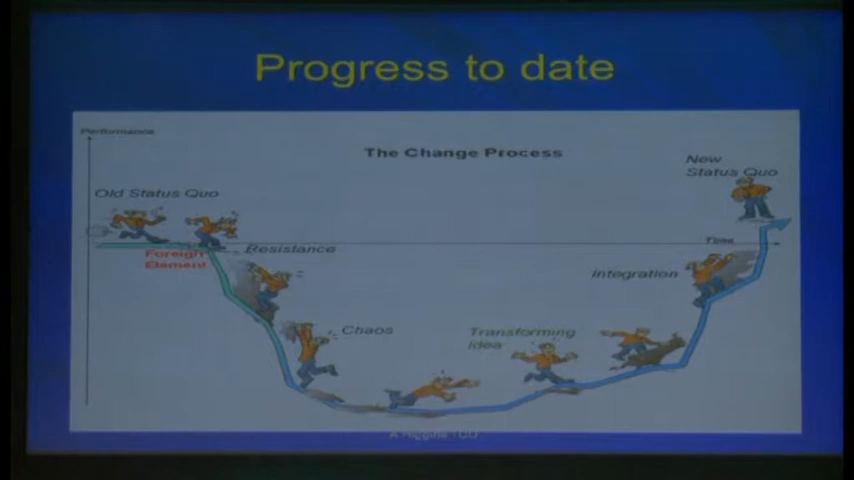 Progress to date
Performance
The Change Process
New
Status Quo
Old Status Quo
Time
Resistance
Foreign
Element
Integration
Chaos
Transforming
idea
A Higgins TCD